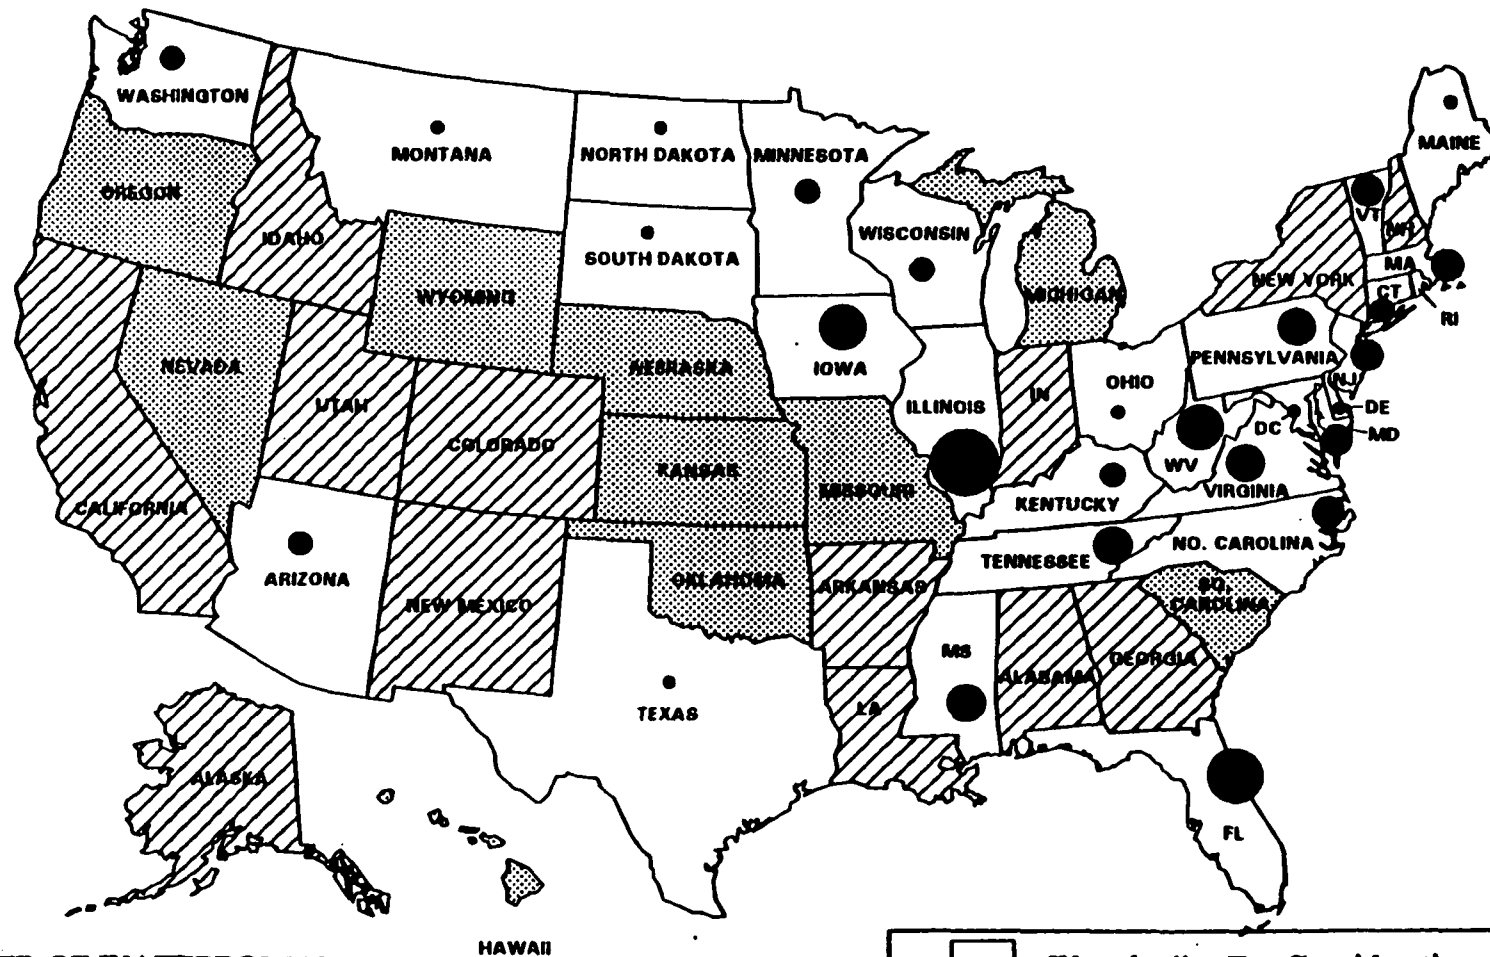 WASHINGTON
MONTANA
NORTH DAKOTA
MINNESOTA
MAINE
OREGON
IDAHO
WISCONSIN
VT
NH
SOUTH DAKOTA
MA
WYOMING
MICHIGAN
NEW YORK
CT
RI
NEVADA
NEBRASKA
IOWA
PENNSYLVANIA
OHIO
NJ
UTAH
IN
ILLINOIS
DE
DC
MD
COLORADO
KANSAS
WV
MISSOURI
VIRGINIA
CALIFORNIA
KENTUCKY
NO. CAROLINA
TENNESSEE
ARIZONA
OKLAHOMA
ARKANSAS
NEW MEXICO
SO.
CAROLINA
MS
GEORGIA
ALABAMA
LA
TEXAS
ALASKA
FL
HAWAII